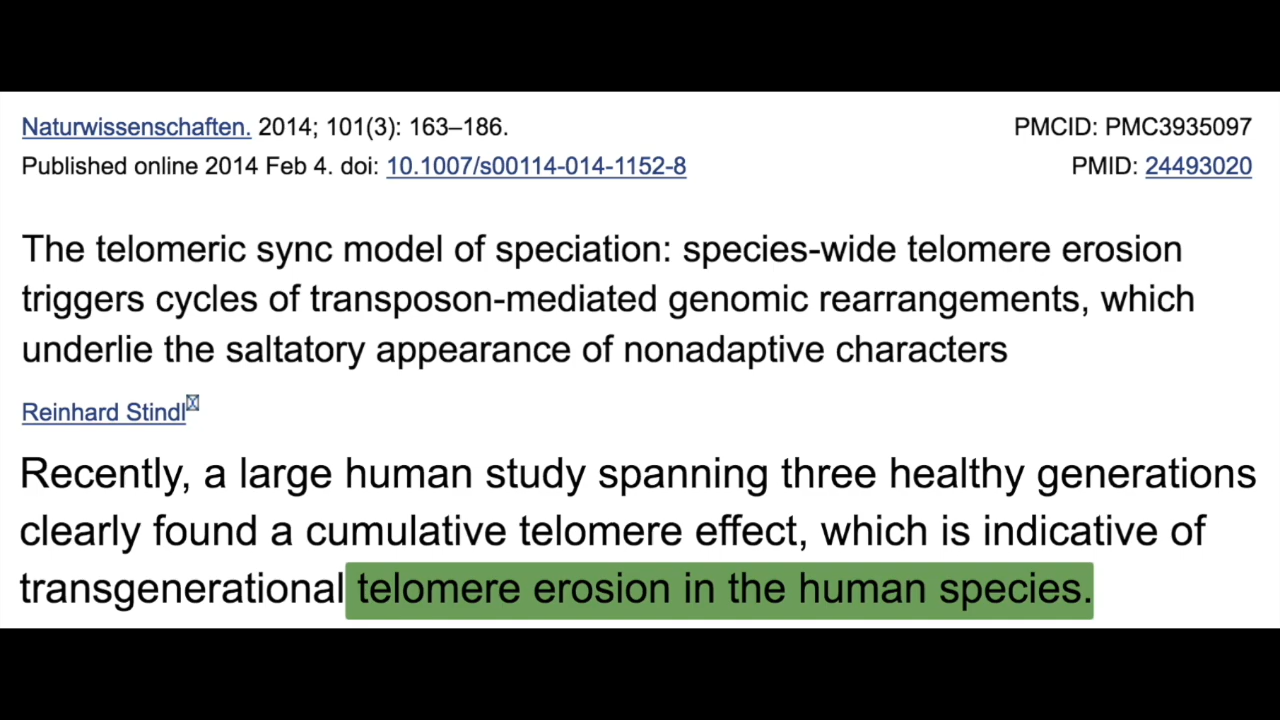 Naturwissenschaften. 2014; 101(3): 163–186.
PMCID: PMC3935097
Published online 2014 Feb 4. doi: 10.1007/s00114-014-1152-8
PMID: 24493020
The telomeric sync model of speciation: species-wide telomere erosion
triggers cycles of transposon-mediated genomic rearrangements, which
underlie the saltatory appearance of nonadaptive characters
Reinhard Stindl
Recently, a large human study spanning three healthy generations
clearly found a cumulative telomere effect, which is indicative of
transgenerational telomere erosion in the human species.